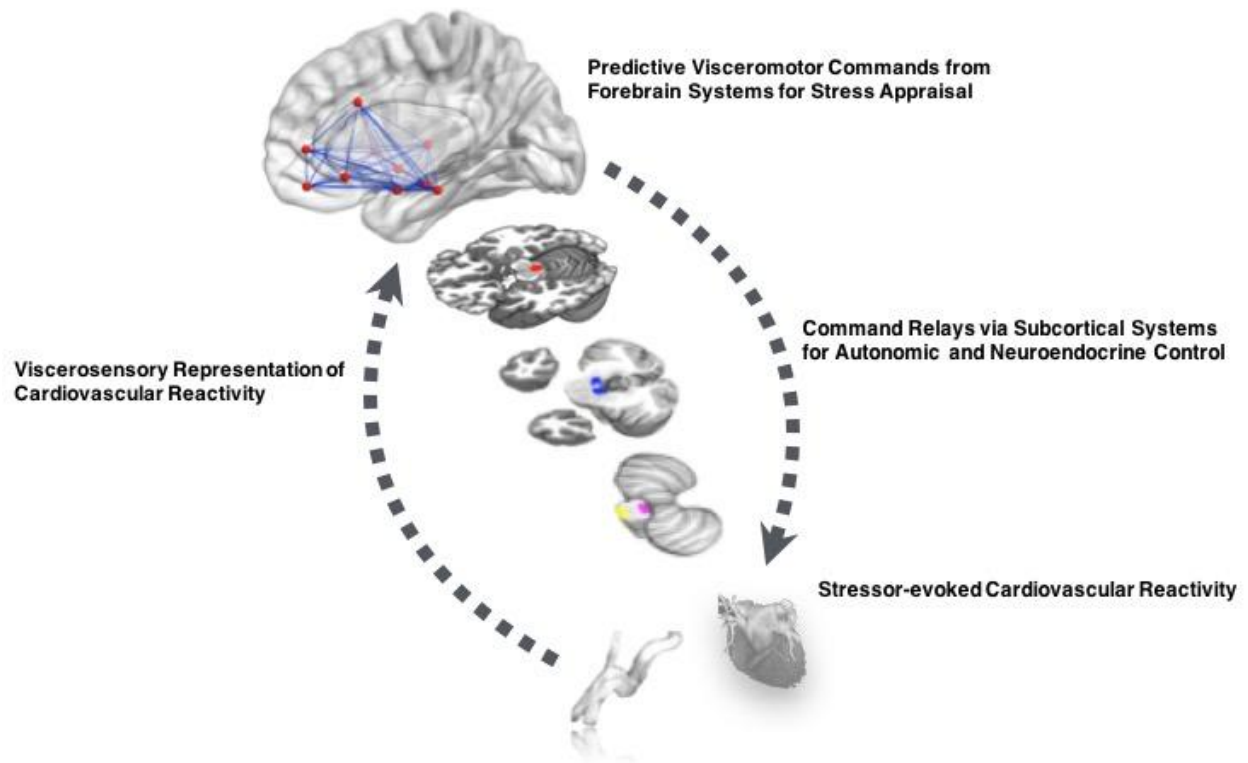 Predictive Visceromotor Commands from
Forebrain Systems for Stress Appraisal
Command Relays via Subcortical Systems
for Autonomic and Neuroendocrine Control
Viscerosensory Representation of
Cardiovascular Reactivity
Stressor-evoked Cardiovascular Reactivity